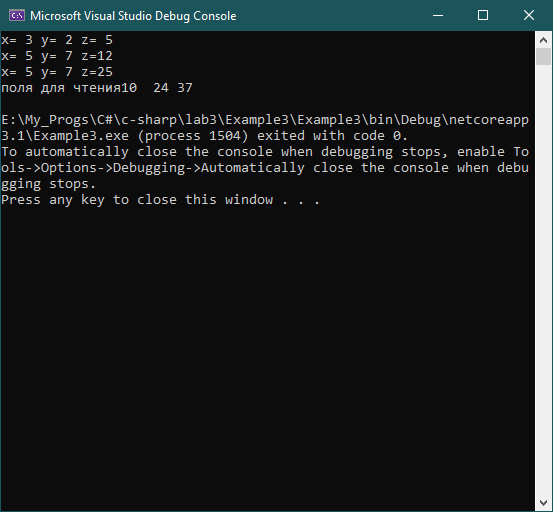 Microsoft Visual Studio Debug Console
x= 3 y= 2 z= 5
x= 5 y= 7 z=12
x= 5 y= 7 z=25
поля для чтения10  24 37
E:\My_Progs\C#\c-sharp\lab3\Example3\Example3\bin\Debug\netcoreapp
3.1\Example3.exe (process 1504) exited with code 0.
To automatically close the console when debugging stops, enable To
ols->Options->Debugging->Automatically close the console when debu
gging stops.
Press any key to close this window . . .